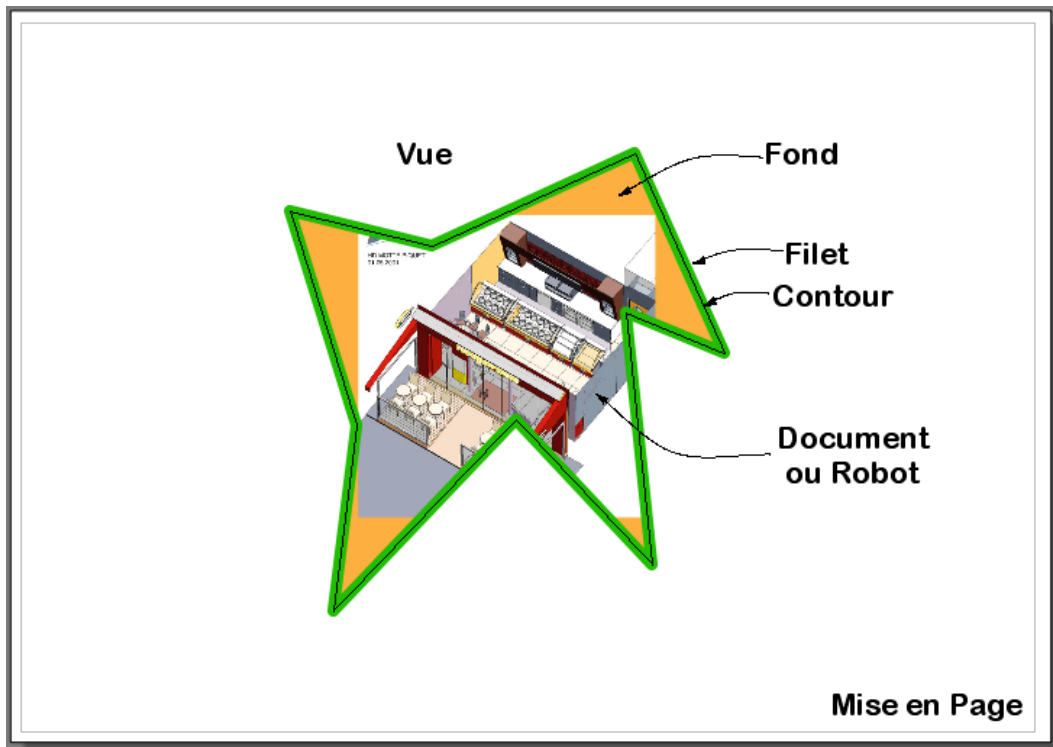 Vue
Fond
Filet
Contour
Document
ou Robot
Mise en Page